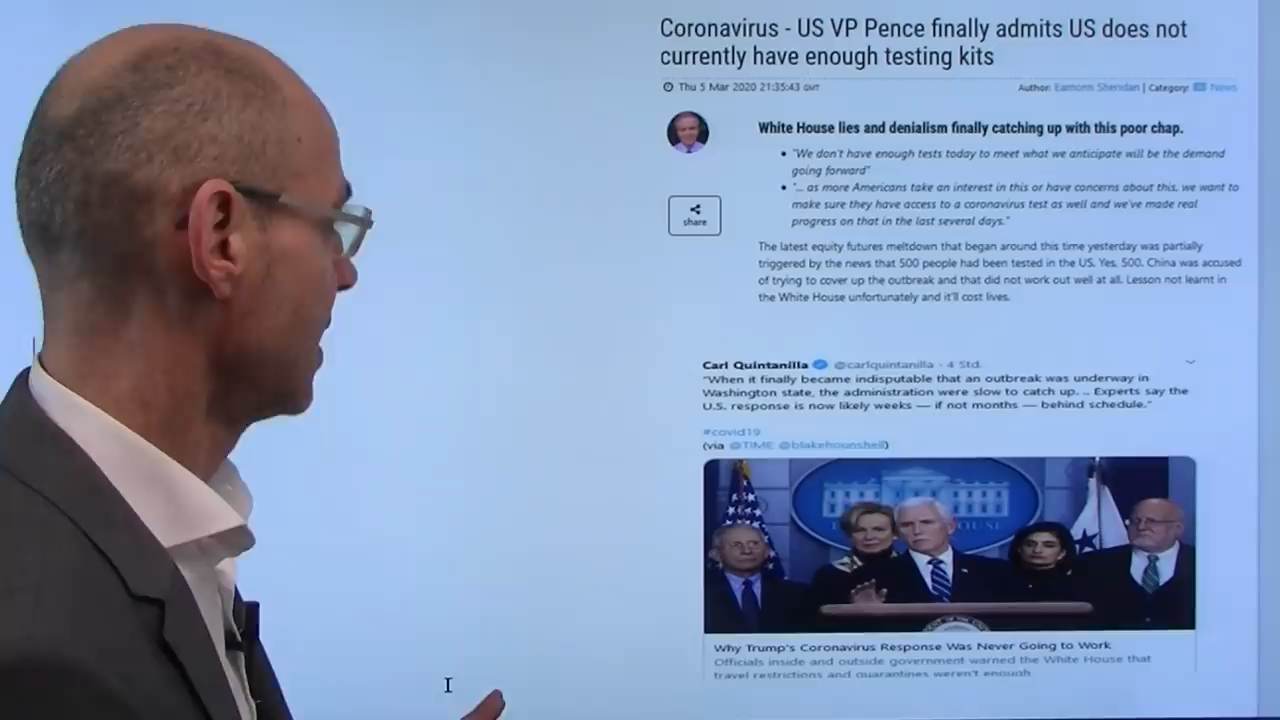 Coronavirus - US VP Pence finally admits US does not
currently have enough testing kits
Thu 5 Mar 2020 21:35:43 GMT
Author: Eamonn Sheridan | Category: News
White House lies and denialism finally catching up with this poor chap.
• "We don't have enough tests today to meet what we anticipate will be the demand
going forward"
• "... as more Americans take an interest in this or have concerns about this, we want to
make sure they have access to a coronavirus test as well and we've made real
progress on that in the last several days."
share
The latest equity futures meltdown that began around this time yesterday was partially
triggered by the news that 500 people had been tested in the US. Yes, 500. China was accused
of trying to cover up the outbreak and that did not work out well at all. Lesson not learnt in
the White House unfortunately and it'll cost lives.
Carl Quintanilla @carlquintanilla · 4 Std.
"When it finally became indisputable that an outbreak was underway in
Washington state, the administration were slow to catch up. .. Experts say the
U.S. response is now likely weeks — if not months — behind schedule."
#covid19
(via @TIME @blakehounshell)
HOUSE
Why Trump's Coronavirus Response Was Never Going to Work
Officials inside and outside government warned the White House that
travel restrictions and quarantines weren't enough.